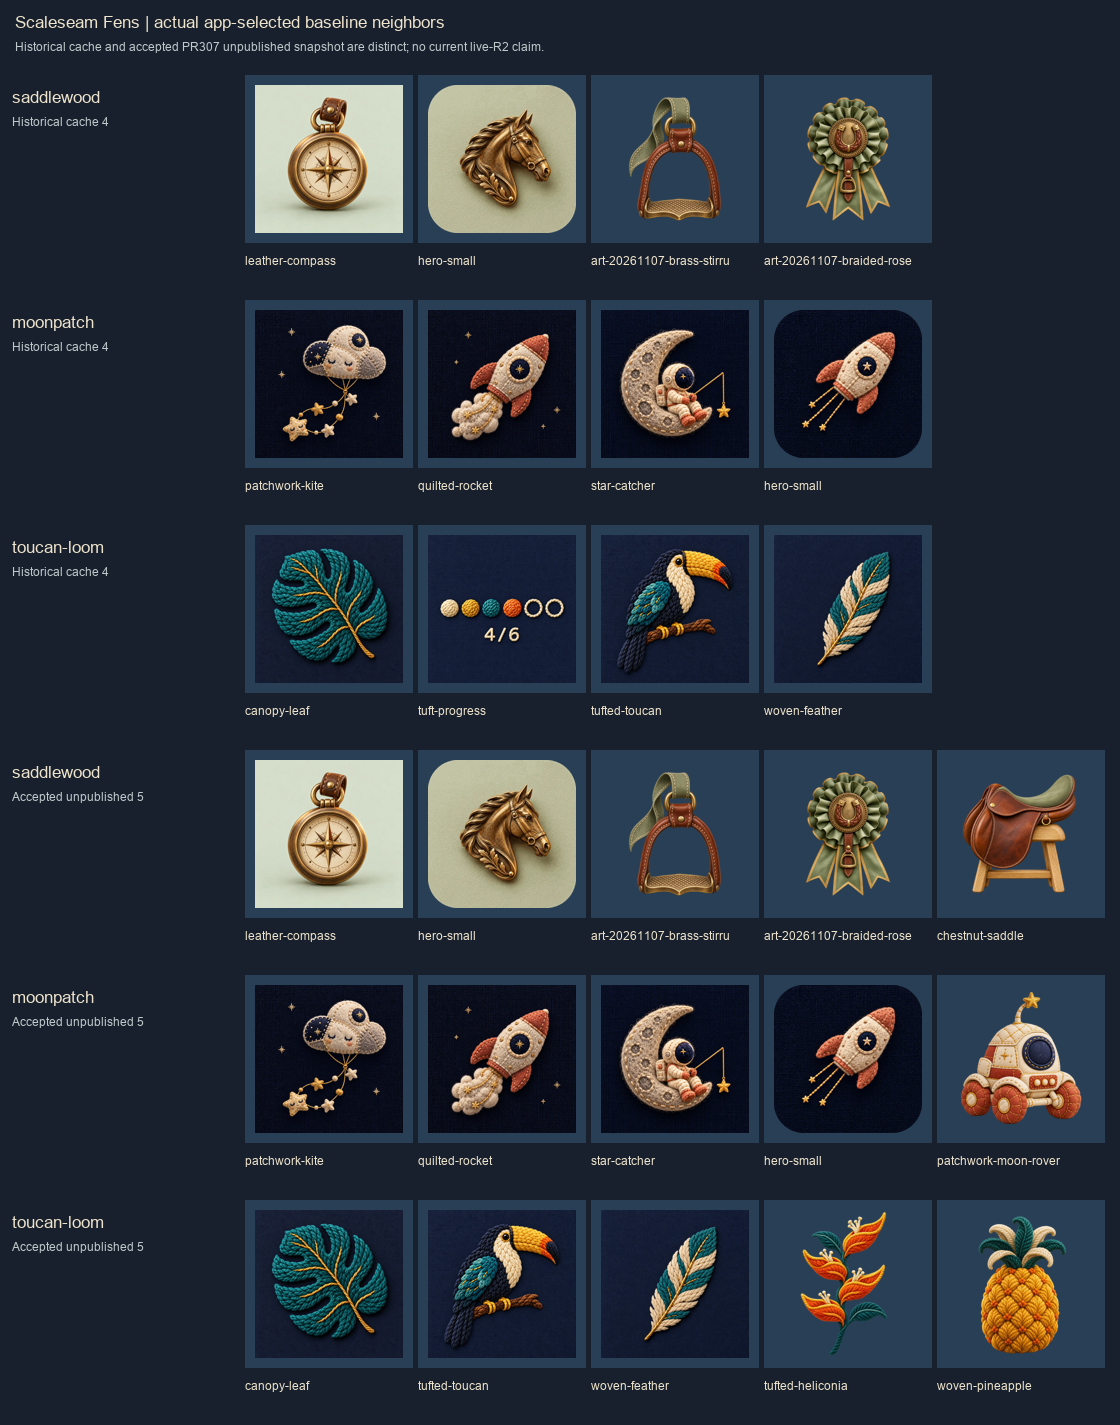 Scaleseam Fens | actual app-selected baseline neighbors
Historical cache and accepted PR307 unpublished snapshot are distinct; no current live-R2 claim.
saddlewood
Historical cache 4
leather-compass
hero-small
art-20261107-brass-stirru
art-20261107-braided-rose
moonpatch
Historical cache 4
patchwork-kite
quilted-rocket
star-catcher
hero-small
toucan-loom
Historical cache 4
4/6
canopy-leaf
tuft-progress
tufted-toucan
woven-feather
saddlewood
Accepted unpublished 5
leather-compass
hero-small
art-20261107-brass-stirru
art-20261107-braided-rose
chestnut-saddle
moonpatch
Accepted unpublished 5
patchwork-kite
quilted-rocket
star-catcher
hero-small
patchwork-moon-rover
toucan-loom
Accepted unpublished 5
canopy-leaf
tufted-toucan
woven-feather
tufted-heliconia
woven-pineapple